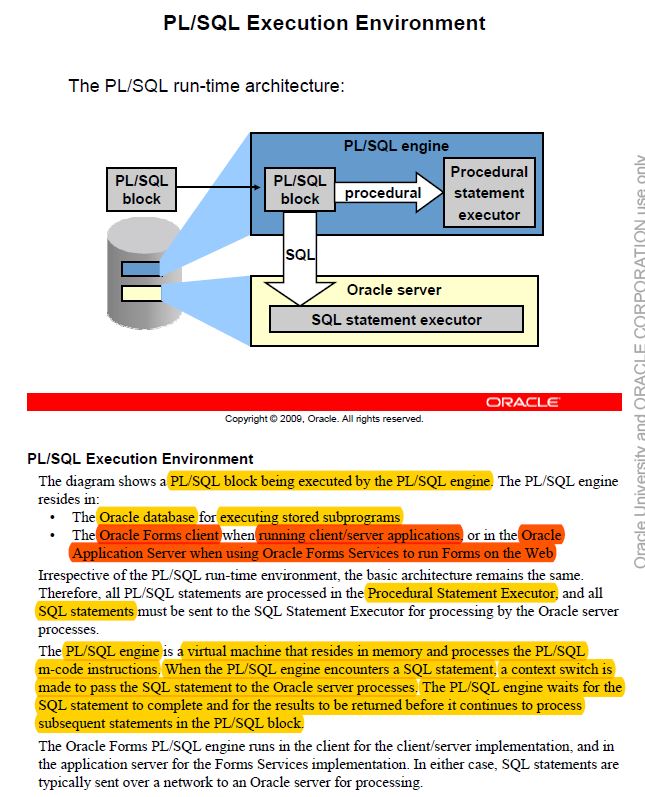 PL/SQL Execution Environment
The PL/SQL run-time architecture:
PL/SQL engine
PL/SQL
block
PL/SQL
block
procedural
Procedural
statement
executor
SQL
Oracle server
SQL statement executor
ORACLE
Copyright © 2009, Oracle. All rights reserved.
PL/SQL Execution Environment
The diagram shows a PL/SQL block being executed by the PL/SQL engine. The PL/SQL engine
resides in:
• The Oracle database for executing stored subprograms
• The Oracle Forms client when running client/server applications, or in the Oracle
Application Server when using Oracle Forms Services to run Forms on the Web
Irrespective of the PL/SQL run-time environment, the basic architecture remains the same.
Therefore, all PL/SQL statements are processed in the Procedural Statement Executor, and all
SQL statements must be sent to the SQL Statement Executor for processing by the Oracle server
processes.
The PL/SQL engine is a virtual machine that resides in memory and processes the PL/SQL
m-code instructions. When the PL/SQL engine encounters a SQL statement, a context switch is
made to pass the SQL statement to the Oracle server processes. The PL/SQL engine waits for the
SQL statement to complete and for the results to be returned before it continues to process
subsequent statements in the PL/SQL block.
The Oracle Forms PL/SQL engine runs in the client for the client/server implementation, and in
the application server for the Forms Services implementation. In either case, SQL statements are
typically sent over a network to an Oracle server for processing.
Oracle University and ORACLE CORPORATION use only